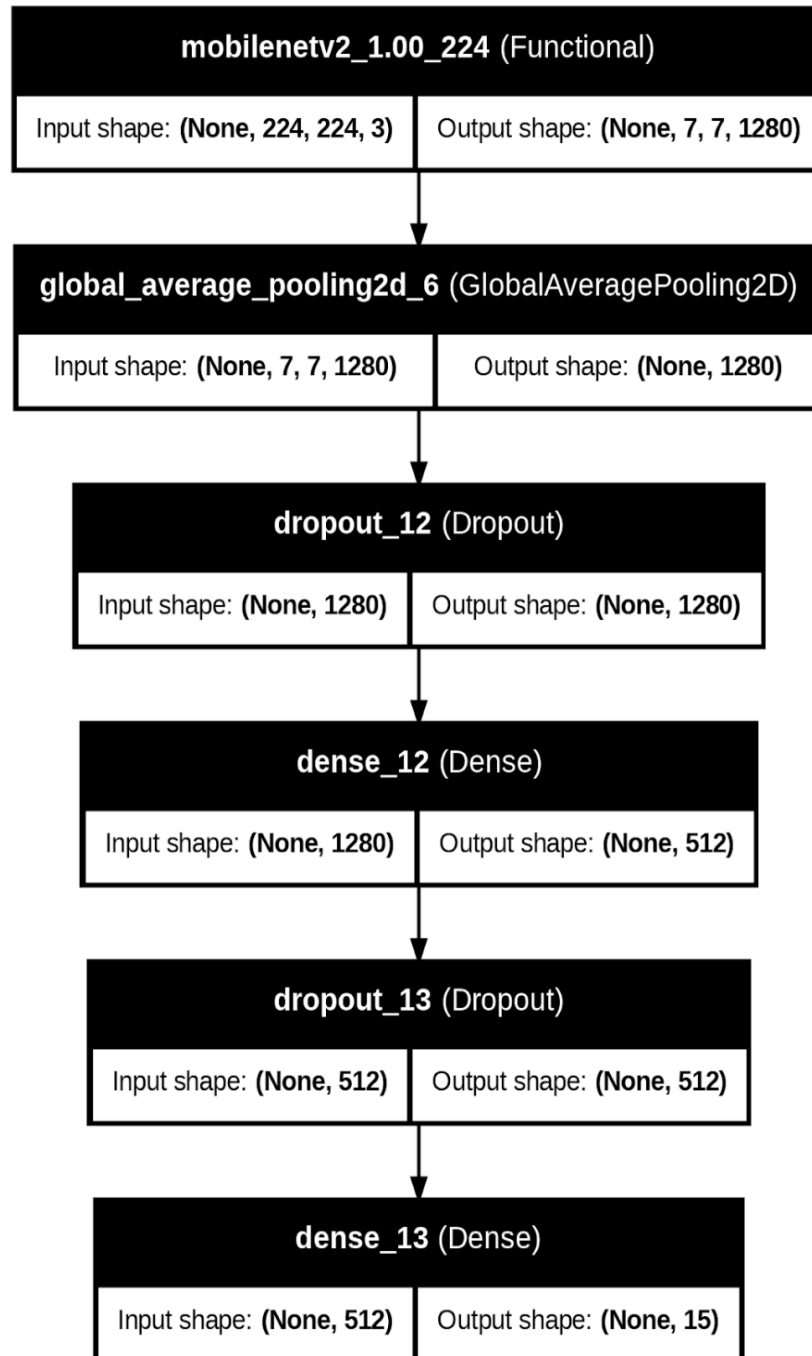 mobilenetv2_1.00_224 (Functional)
Input shape: (None, 224, 224, 3) Output shape: (None, 7, 7, 1280)
global_average_pooling2d_6 (GlobalAveragePooling2D)
Input shape: (None, 7, 7, 1280) Output shape: (None, 1280)
dropout_12 (Dropout)
Input shape: (None, 1280) Output shape: (None, 1280)
dense_12 (Dense)
Input shape: (None, 1280) Output shape: (None, 512)
dropout_13 (Dropout)
Input shape: (None, 512) Output shape: (None, 512)
dense_13 (Dense)
Input shape: (None, 512) Output shape: (None, 15)